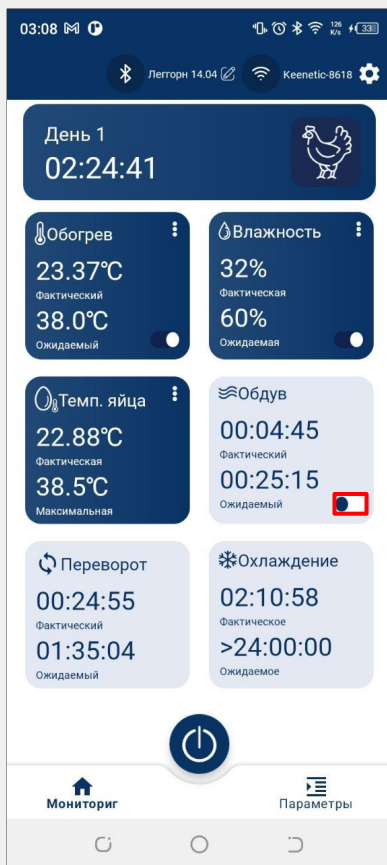 03:08
126
K/s
33
Леггорн 14.04
Keenetic-8618
День 1
02:24:41
Обогрев
23.37℃
Фактический
38.0℃
Ожидаемый
Влажность
32%
Фактическая
60%
Ожидаемая
Темп. яйца
22.88℃
Фактическая
38.5℃
Максимальная
Обдув
00:04:45
Фактический
00:25:15
Ожидаемый
Переворот
00:24:55
Фактический
01:35:04
Ожидаемый
Охлаждение
02:10:58
Фактическое
>24:00:00
Ожидаемое
Мониториг
Параметры